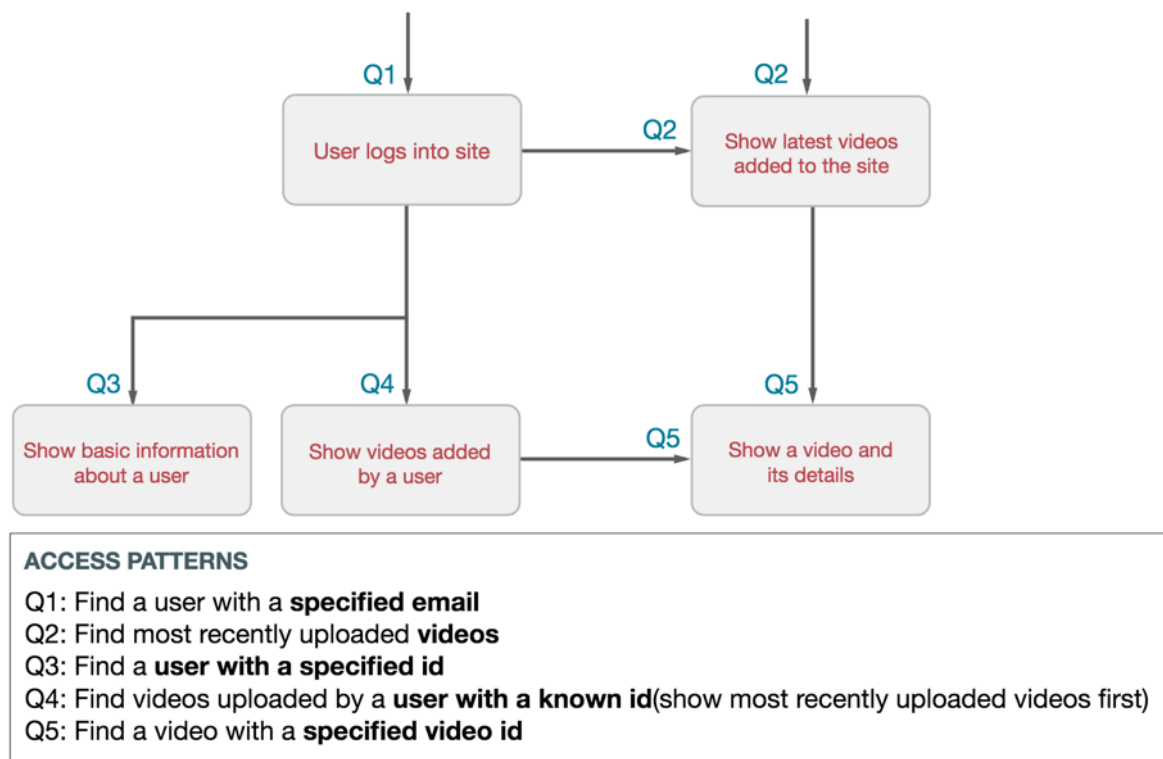 Q1
Q2
User logs into site
Q2
Show latest videos
added to the site
Q3
Q4
Q5
Show basic information
about a user
Show videos added
by a user
Q5
Show a video and
its details
ACCESS PATTERNS
Q1: Find a user with a specified email
Q2: Find most recently uploaded videos
Q3: Find a user with a specified id
Q4: Find videos uploaded by a user with a known id(show most recently uploaded videos first)
Q5: Find a video with a specified video id